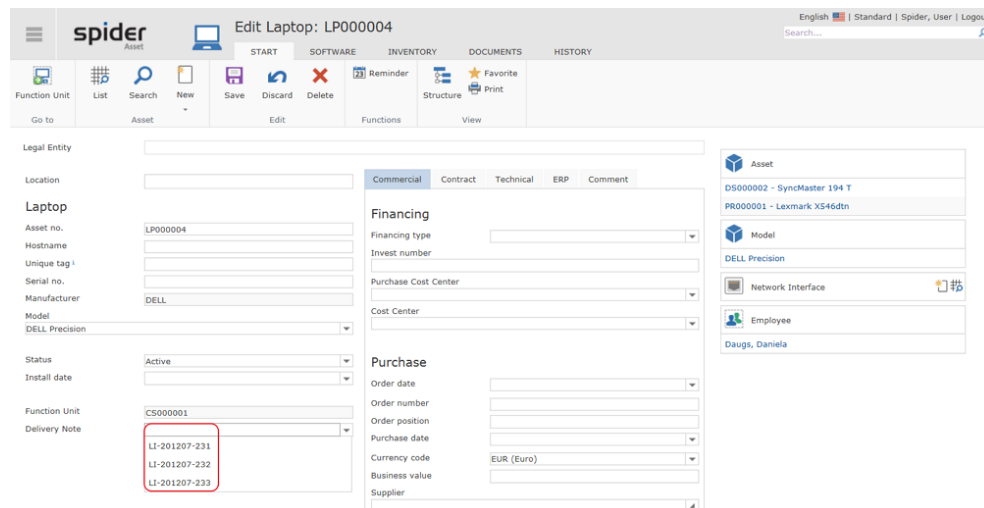 English | Standard | Spider, User | Logou
Search...
spider
Asset
Edit Laptop: LP000004
START SOFTWARE INVENTORY DOCUMENTS HISTORY
Function Unit List Search New Save Discard Delete 23 Reminder Structure Favorite
Print
Go to Asset Edit Functions View
Legal Entity
Location
Laptop
Asset no. LP000004
Hostname
Unique tag i
Serial no.
Manufacturer DELL
Model
DELL Precision
Status Active
Install date
Function Unit CS000001
Delivery Note
LI-201207-231
LI-201207-232
LI-201207-233
Commercial Contract Technical ERP Comment
Financing
Financing type
Invest number
Purchase Cost Center
Cost Center
Purchase
Order date
Order number
Order position
Purchase date
Currency code EUR (Euro)
Business value
Supplier
Asset
DS000002 - SyncMaster 194 T
PR000001 - Lexmark X546dtn
Model
DELL Precision
Network Interface
Employee
Daugs, Daniela